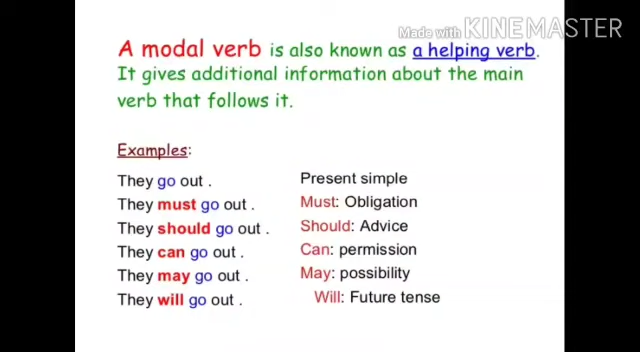 Made with KINEMASTER
A modal verb is also known as a helping verb.
It gives additional information about the main
verb that follows it.
Examples:
They go out .
Present simple
They must go out .
Must: Obligation
They should go out .
Should: Advice
They can go out .
Can: permission
They may go out .
May: possibility
They will go out .
Will: Future tense